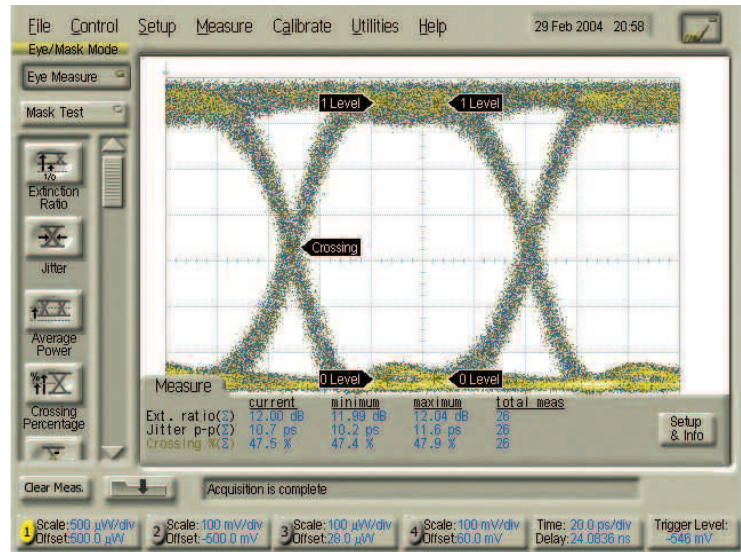 File Control Setup Measure Calibrate Utilities Help 29 Feb 2004 20:58
Eye/Mask Mode
Eye Measure
Mask Test
1/0
Extinction
Ratio
Jitter
Average
Power
%
Crossing
Percentage
1 Level 1 Level
Crossing
0 Level 0 Level
Measure
current minimum maximum total meas
Ext. ratio(Σ) 12.00 dB 11.99 dB 12.04 dB 26
Jitter p-p(Σ) 10.7 ps 10.2 ps 11.6 ps 26
Crossing %(Σ) 47.5 % 47.4 % 47.9 % 26
Setup
& Info
Clear Meas.
Acquisition is complete
1 Scale:500 µW/div
Offset:500.0 µW
2 Scale:100 mV/div
Offset:-500.0 mV
3 Scale:100 µW/div
Offset:28.0 µW
4 Scale:100 mV/div
Offset:60.0 mV
Time: 20.0 ps/div
Delay:24.0836 ns
Trigger Level:
-546 mV